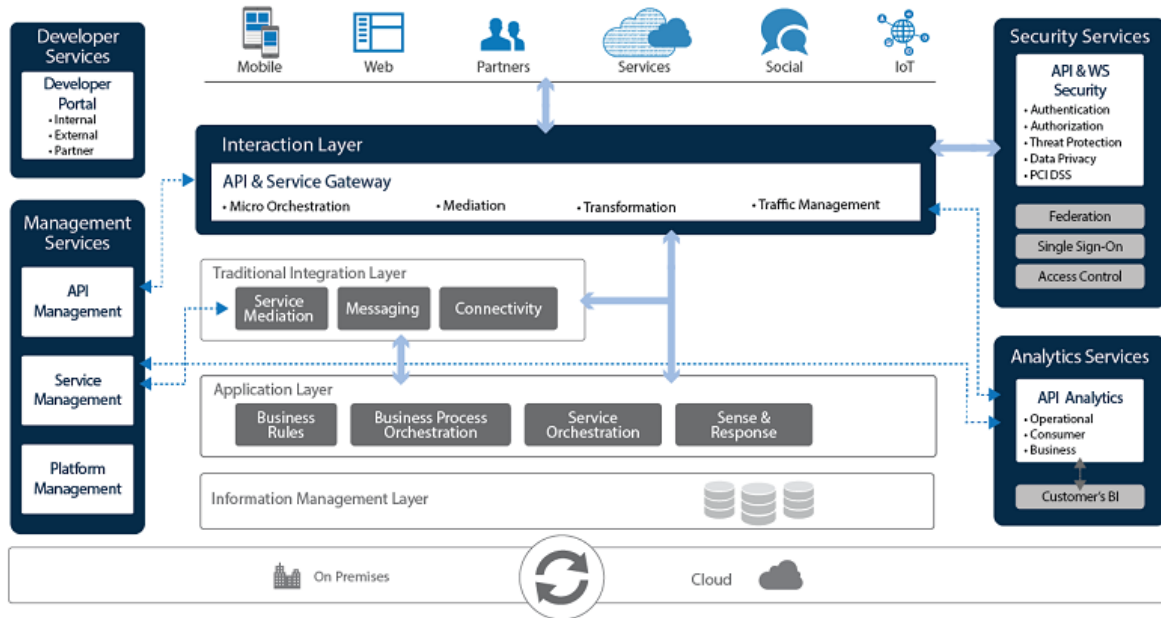 Developer
Services
Developer
Portal
• Internal
• External
• Partner
Mobile
Web
Partners
Services
Social
IoT
Security Services
API & WS
Security
• Authentication
• Authorization
• Threat Protection
• Data Privacy
• PCI DSS
Federation
Single Sign-On
Access Control
Interaction Layer
API & Service Gateway
• Micro Orchestration
• Mediation
• Transformation
• Traffic Management
Management
Services
API
Management
Service
Management
Platform
Management
Traditional Integration Layer
Service
Mediation
Messaging
Connectivity
Application Layer
Business
Rules
Business Process
Orchestration
Service
Orchestration
Sense &
Response
Information Management Layer
Analytics Services
API Analytics
• Operational
• Consumer
• Business
Customer's BI
On Premises
Cloud